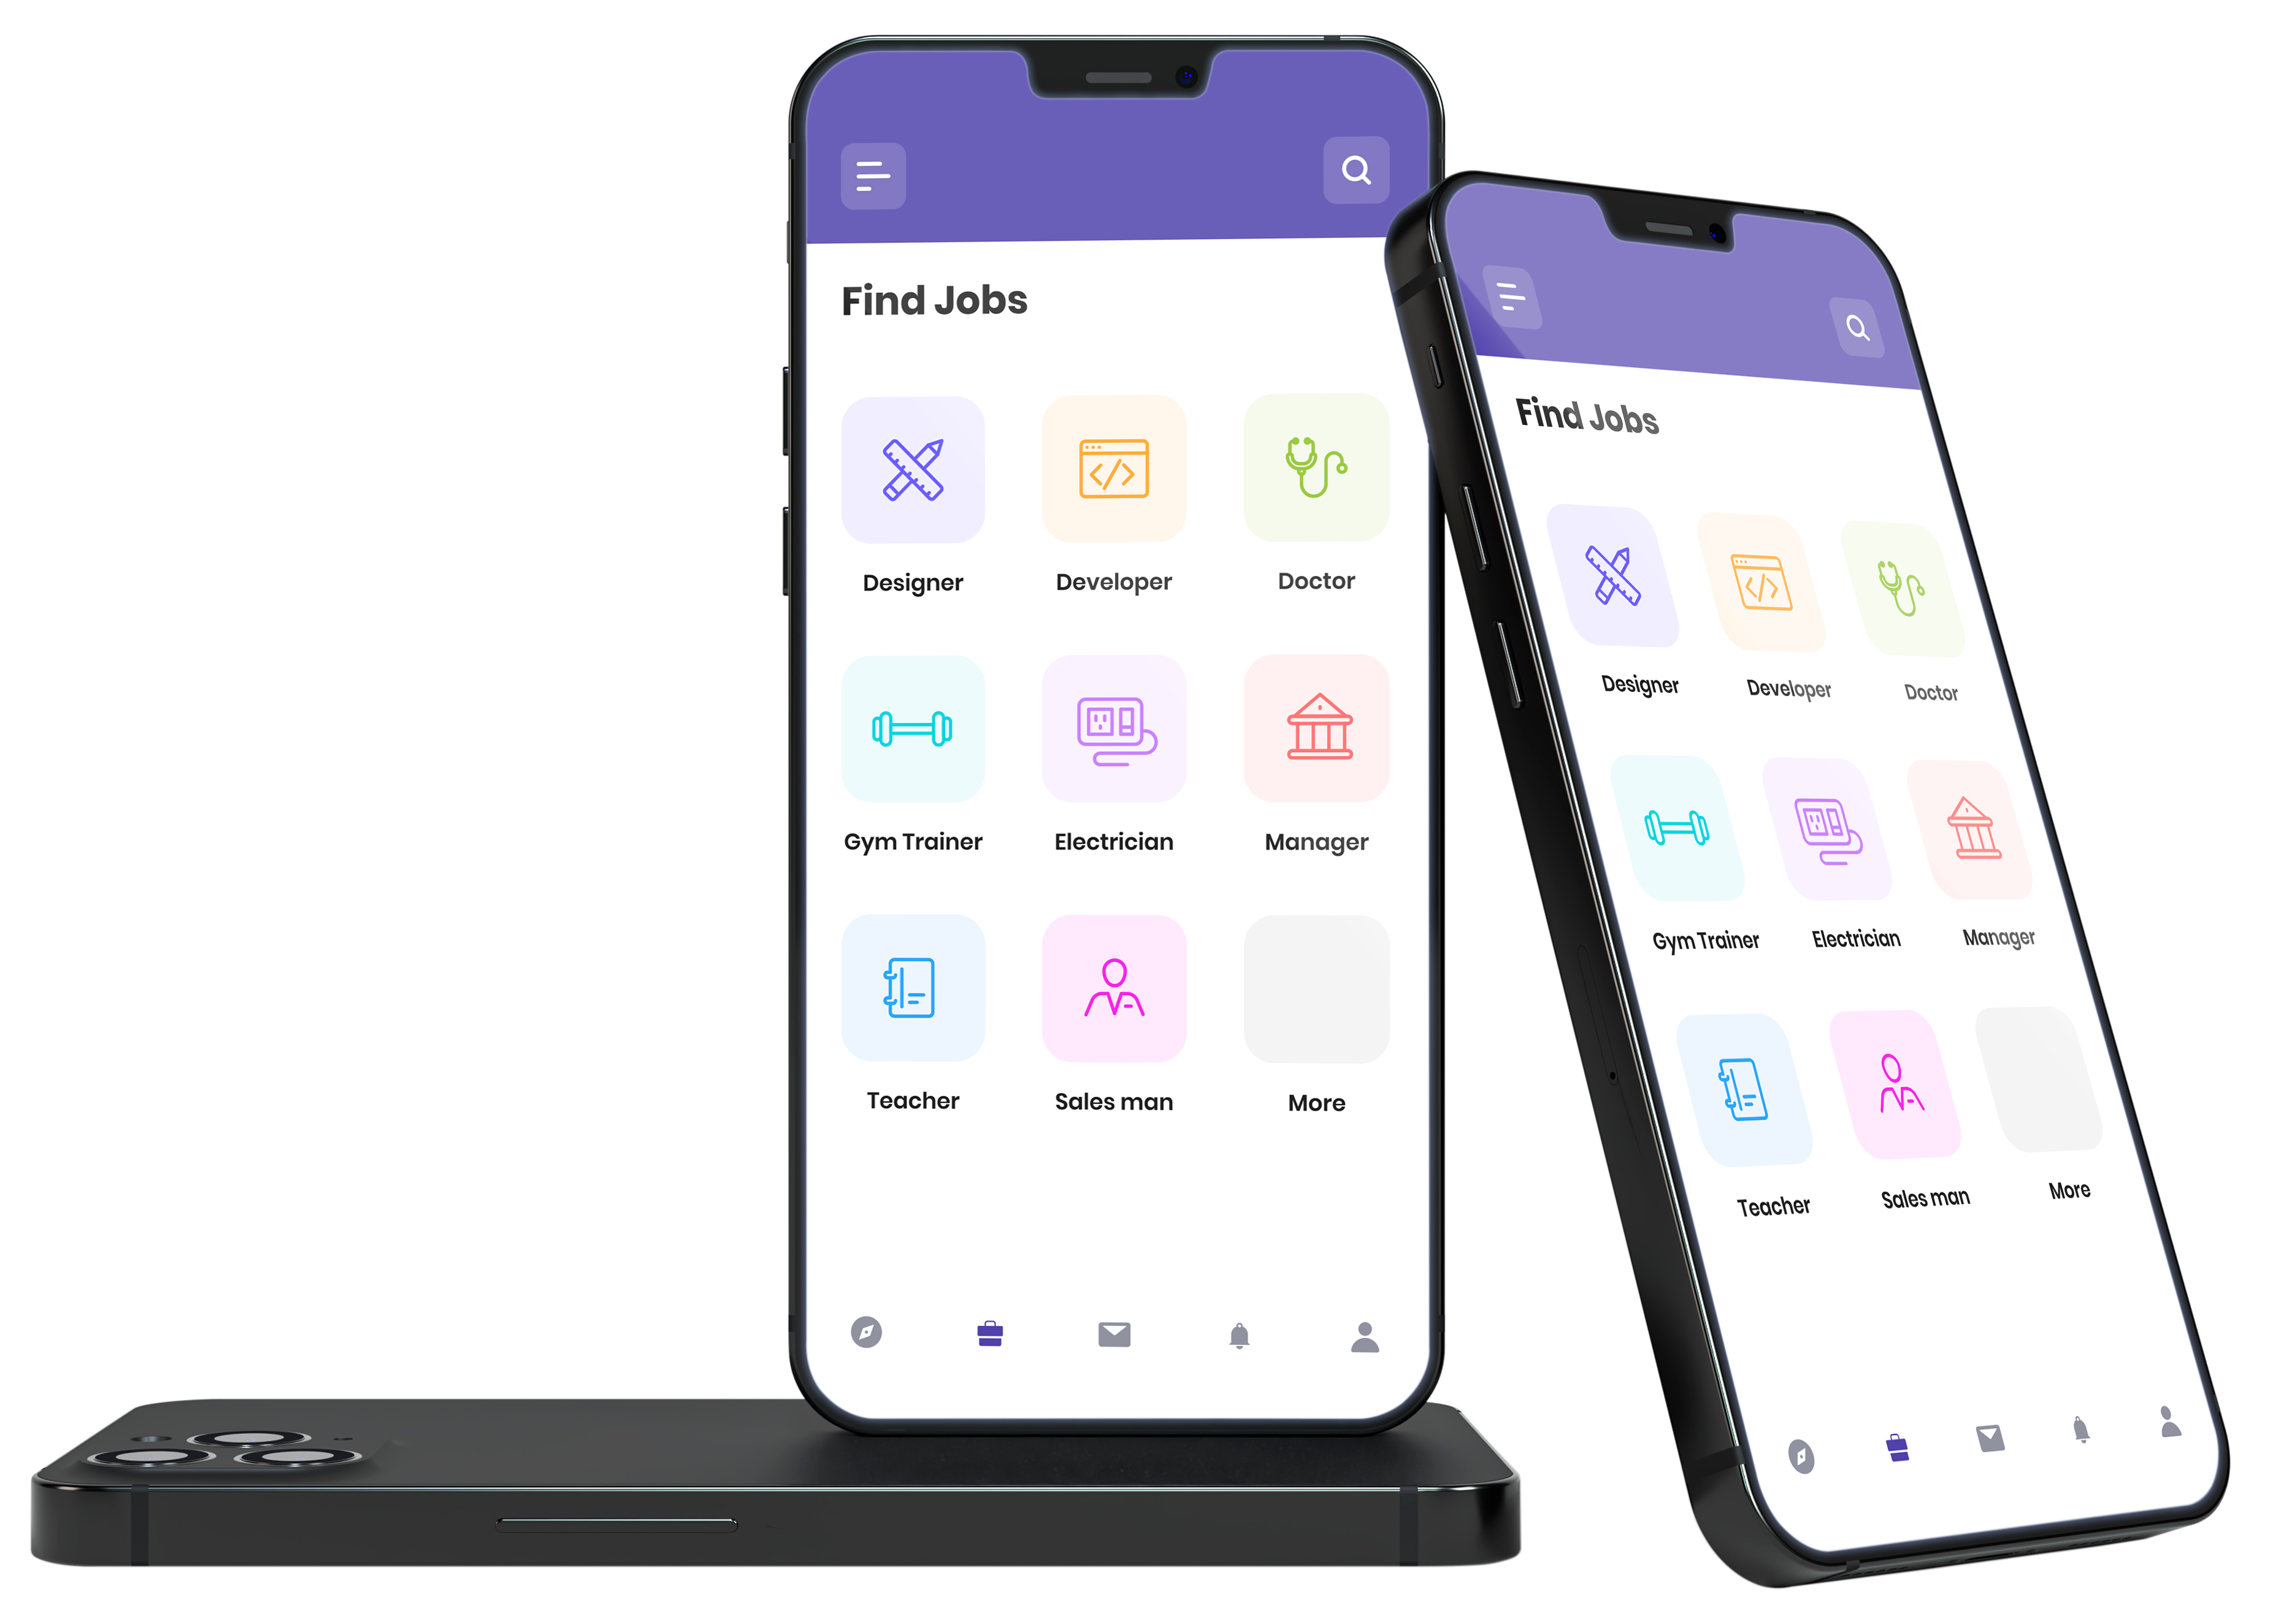 Find Jobs
Designer
Developer
Doctor
Gym Trainer
Electrician
Manager
Teacher
Sales man
More
Find Jobs
Designer
Developer
Doctor
Gym Trainer
Electrician
Manager
Teacher
Sales man
More